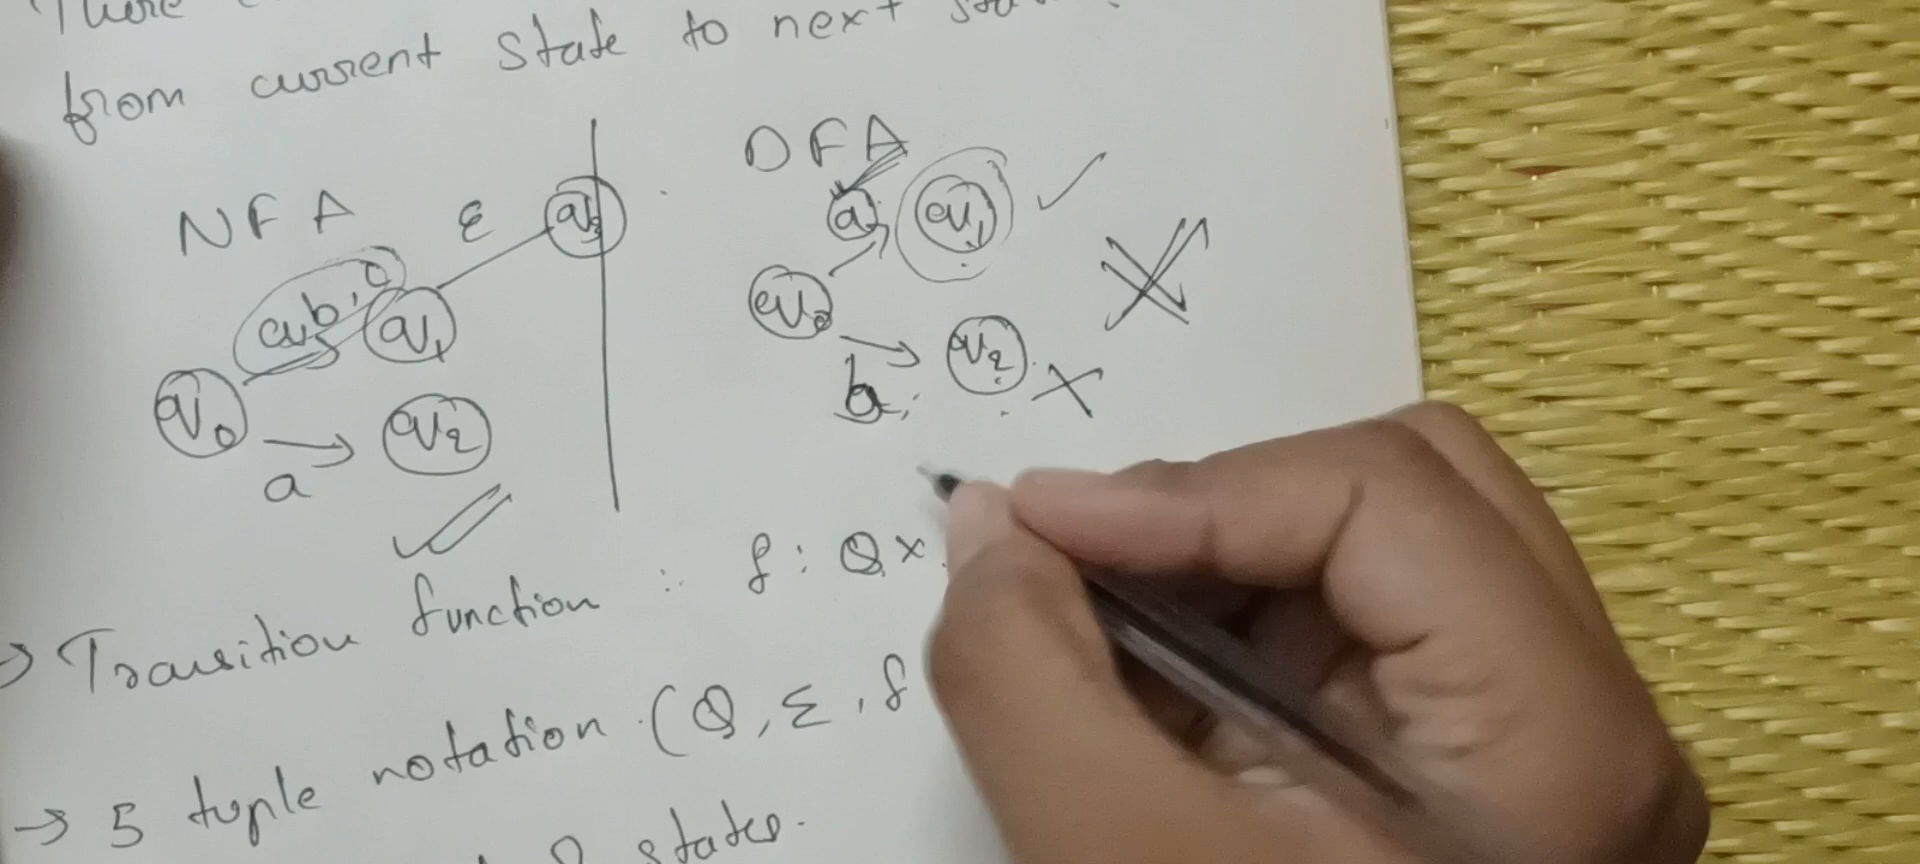 There
from current state to next
NFA ε q3
a, b, c q1
q0
a q2
DFA
a q1
q0
b q2
→ Transition function : δ : Q ×
→ 5 tuple notation (Q, Σ, δ
states.